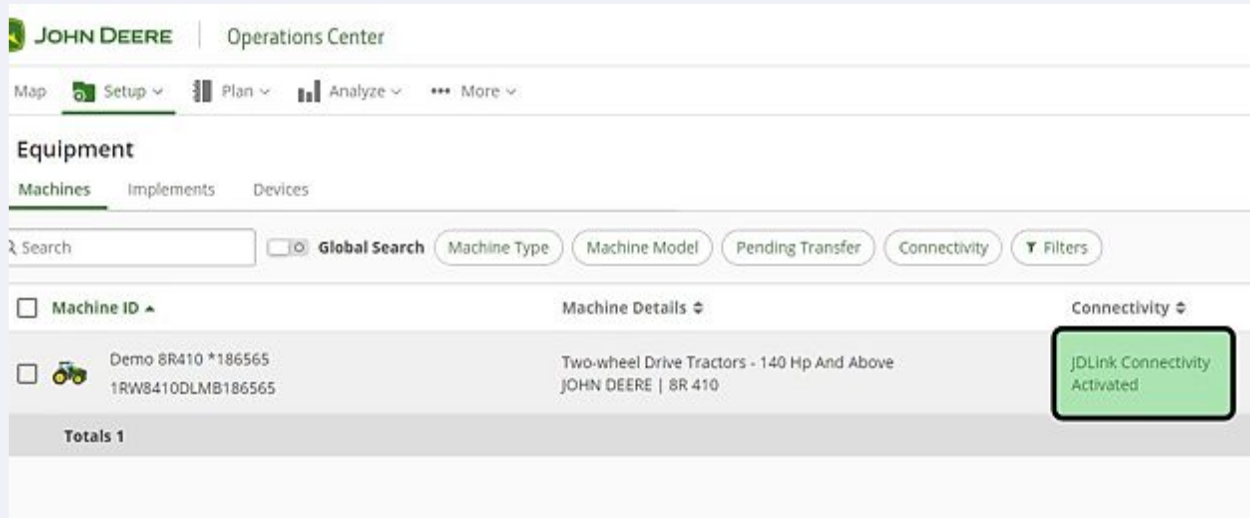 JOHN DEERE Operations Center
Map Setup Plan Analyze More
Equipment
Machines Implements Devices
Search Global Search Machine Type Machine Model Pending Transfer Connectivity Filters
Machine ID Machine Details Connectivity
Demo 8R410 *186565
1RW8410DLMB186565
Two-wheel Drive Tractors - 140 Hp And Above
JOHN DEERE | 8R 410
JDLink Connectivity
Activated
Totals 1